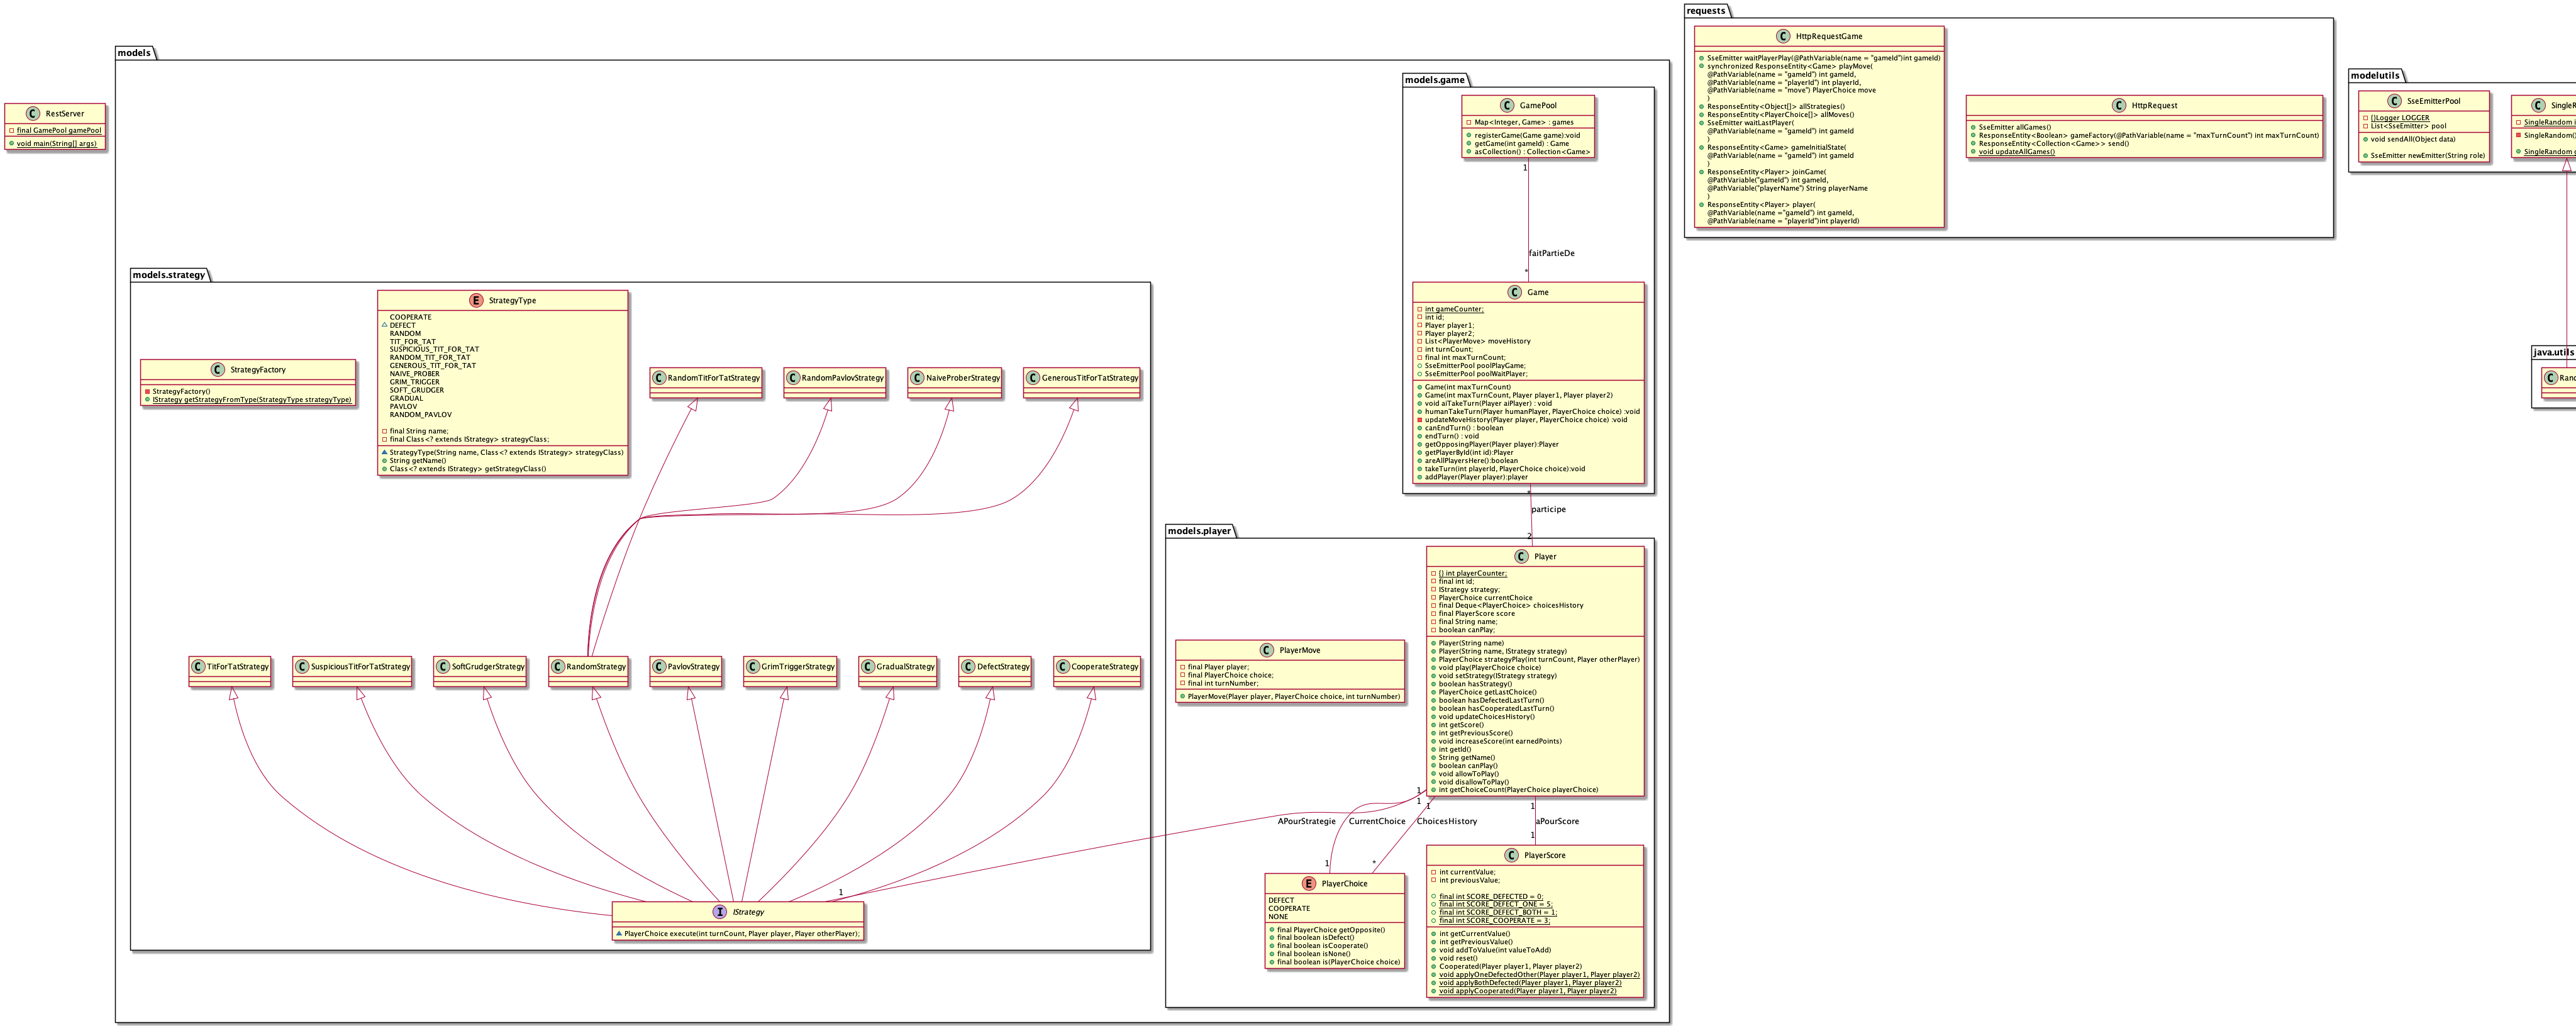 RestServer
final GamePool gamePool
void main(String[] args)
models
models.strategy
StrategyFactory
StrategyFactory()
IStrategy getStrategyFromType(StrategyType strategyType)
StrategyType
COOPERATE
DEFECT
RANDOM
TIT_FOR_TAT
SUSPICIOUS_TIT_FOR_TAT
RANDOM_TIT_FOR_TAT
GENEROUS_TIT_FOR_TAT
NAIVE_PROBER
GRIM_TRIGGER
SOFT_GRUDGER
GRADUAL
PAVLOV
RANDOM_PAVLOV
final String name;
final Class<? extends IStrategy> strategyClass;
StrategyType(String name, Class<? extends IStrategy> strategyClass)
String getName()
Class<? extends IStrategy> getStrategyClass()
RandomTitForTatStrategy
RandomPavlovStrategy
NaiveProberStrategy
GenerousTitForTatStrategy
TitForTatStrategy
SuspiciousTitForTatStrategy
SoftGrudgerStrategy
RandomStrategy
PavlovStrategy
GrimTriggerStrategy
GradualStrategy
DefectStrategy
CooperateStrategy
IStrategy
PlayerChoice execute(int turnCount, Player player, Player otherPlayer);
models.game
GamePool
Map<Integer, Game> : games
registerGame(Game game):void
getGame(int gameId) : Game
asCollection() : Collection<Game>
1
faitPartieDe
*
Game
int gameCounter;
int id;
Player player1;
Player player2;
List<PlayerMove> moveHistory
int turnCount;
final int maxTurnCount;
SseEmitterPool poolPlayGame;
SseEmitterPool poolWaitPlayer;
Game(int maxTurnCount)
Game(int maxTurnCount, Player player1, Player player2)
void aiTakeTurn(Player aiPlayer) : void
humanTakeTurn(Player humanPlayer, PlayerChoice choice) :void
updateMoveHistory(Player player, PlayerChoice choice) :void
canEndTurn() : boolean
endTurn() : void
getOpposingPlayer(Player player):Player
getPlayerById(int id):Player
areAllPlayersHere():boolean
takeTurn(int playerId, PlayerChoice choice):void
addPlayer(Player player):player
*
participe
2
models.player
PlayerMove
final Player player;
final PlayerChoice choice;
final int turnNumber;
PlayerMove(Player player, PlayerChoice choice, int turnNumber)
Player
{} int playerCounter;
final int id;
IStrategy strategy;
PlayerChoice currentChoice
final Deque<PlayerChoice> choicesHistory
final PlayerScore score
final String name;
boolean canPlay;
Player(String name)
Player(String name, IStrategy strategy)
PlayerChoice strategyPlay(int turnCount, Player otherPlayer)
void play(PlayerChoice choice)
void setStrategy(IStrategy strategy)
boolean hasStrategy()
PlayerChoice getLastChoice()
boolean hasDefectedLastTurn()
boolean hasCooperatedLastTurn()
void updateChoicesHistory()
int getScore()
int getPreviousScore()
void increaseScore(int earnedPoints)
int getId()
String getName()
boolean canPlay()
void allowToPlay()
void disallowToPlay()
int getChoiceCount(PlayerChoice playerChoice)
1
1
1
1
APourStrategie
CurrentChoice
ChoicesHistory
aPourScore
1
1
*
1
PlayerChoice
DEFECT
COOPERATE
NONE
final PlayerChoice getOpposite()
final boolean isDefect()
final boolean isCooperate()
final boolean isNone()
final boolean is(PlayerChoice choice)
PlayerScore
int currentValue;
int previousValue;
final int SCORE_DEFECTED = 0;
final int SCORE_DEFECT_ONE = 5;
final int SCORE_DEFECT_BOTH = 1;
final int SCORE_COOPERATE = 3;
int getCurrentValue()
int getPreviousValue()
void addToValue(int valueToAdd)
void reset()
Cooperated(Player player1, Player player2)
void applyOneDefectedOther(Player player1, Player player2)
void applyBothDefected(Player player1, Player player2)
void applyCooperated(Player player1, Player player2)
requests
HttpRequestGame
SseEmitter waitPlayerPlay(@PathVariable(name = "gameId")int gameId)
synchronized ResponseEntity<Game> playMove(
@PathVariable(name = "gameId") int gameId,
@PathVariable(name = "playerId") int playerId,
@PathVariable(name = "move") PlayerChoice move
)
ResponseEntity<Object[]> allStrategies()
ResponseEntity<PlayerChoice[]> allMoves()
SseEmitter waitLastPlayer(
@PathVariable(name = "gameId") int gameId
)
ResponseEntity<Game> gameInitialState(
@PathVariable(name = "gameId") int gameId
)
ResponseEntity<Player> joinGame(
@PathVariable("gameId") int gameId,
@PathVariable("playerName") String playerName
)
ResponseEntity<Player> player(
@PathVariable(name ="gameId") int gameId,
@PathVariable(name = "playerId")int playerId)
HttpRequest
SseEmitter allGames()
ResponseEntity<Boolean> gameFactory(@PathVariable(name = "maxTurnCount") int maxTurnCount)
ResponseEntity<Collection<Game>> send()
void updateAllGames()
modelutils
SseEmitterPool
{}Logger LOGGER
List<SseEmitter> pool
void sendAll(Object data)
SseEmitter newEmitter(String role)
SingleR
SingleRandom i
SingleRandom(
SingleRandom
java.utils
Rand